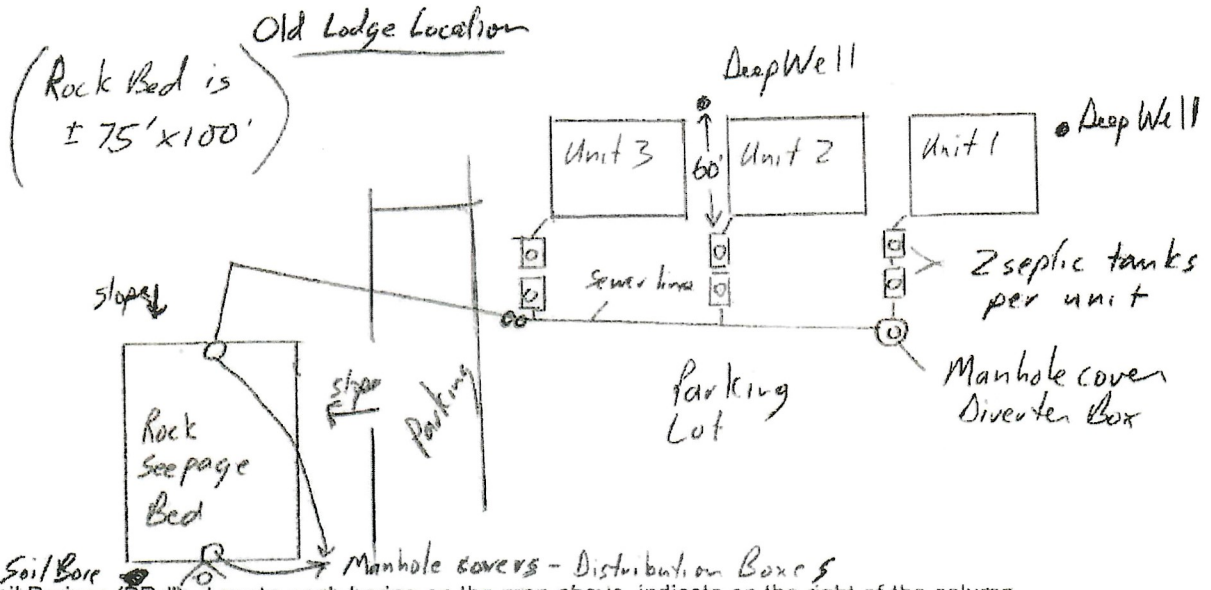 Old Lodge Location
(Rock Bed is
± 75' x 100')
Deep Well
Deep Well
Unit 3
60'
Unit 2
Unit 1
2 septic tanks
per unit
sewer line
slope
slope
Parking
Parking
Lot
Manhole cover
Diverter Box
Rock
Seepage
Bed
Soil Bore
Manhole covers - Distribution Boxes